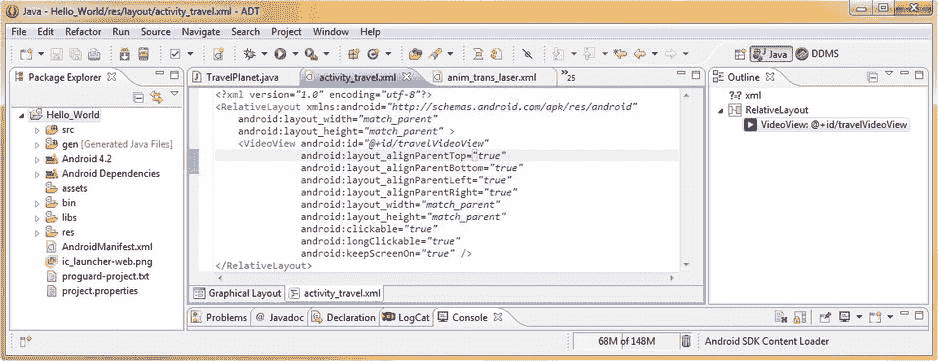 Java - Hello_World/res/layout/activity_travel.xml - ADT
File Edit Refactor Run Source Navigate Search Project Window Help
Java DDMS
Package Explorer
Hello_World
src
gen [Generated Java Files]
Android 4.2
Android Dependencies
assets
bin
libs
res
AndroidManifest.xml
ic_launcher-web.png
proguard-project.txt
project.properties
TravelPlanet.java activity_travel.xml anim_trans_laser.xml »25
<?xml version="1.0" encoding="utf-8"?>
<RelativeLayout xmlns:android="http://schemas.android.com/apk/res/android"
android:layout_width="match_parent"
android:layout_height="match_parent" >
<VideoView android:id="@+id/travelVideoView"
android:layout_alignParentTop="true"
android:layout_alignParentBottom="true"
android:layout_alignParentLeft="true"
android:layout_alignParentRight="true"
android:layout_width="match_parent"
android:layout_height="match_parent"
android:clickable="true"
android:longClickable="true"
android:keepScreenOn="true" />
</RelativeLayout>
Graphical Layout activity_travel.xml
Outline
xml
RelativeLayout
VideoView: @+id/travelVideoView
Problems Javadoc Declaration LogCat Console
68M of 148M Android SDK Content Loader